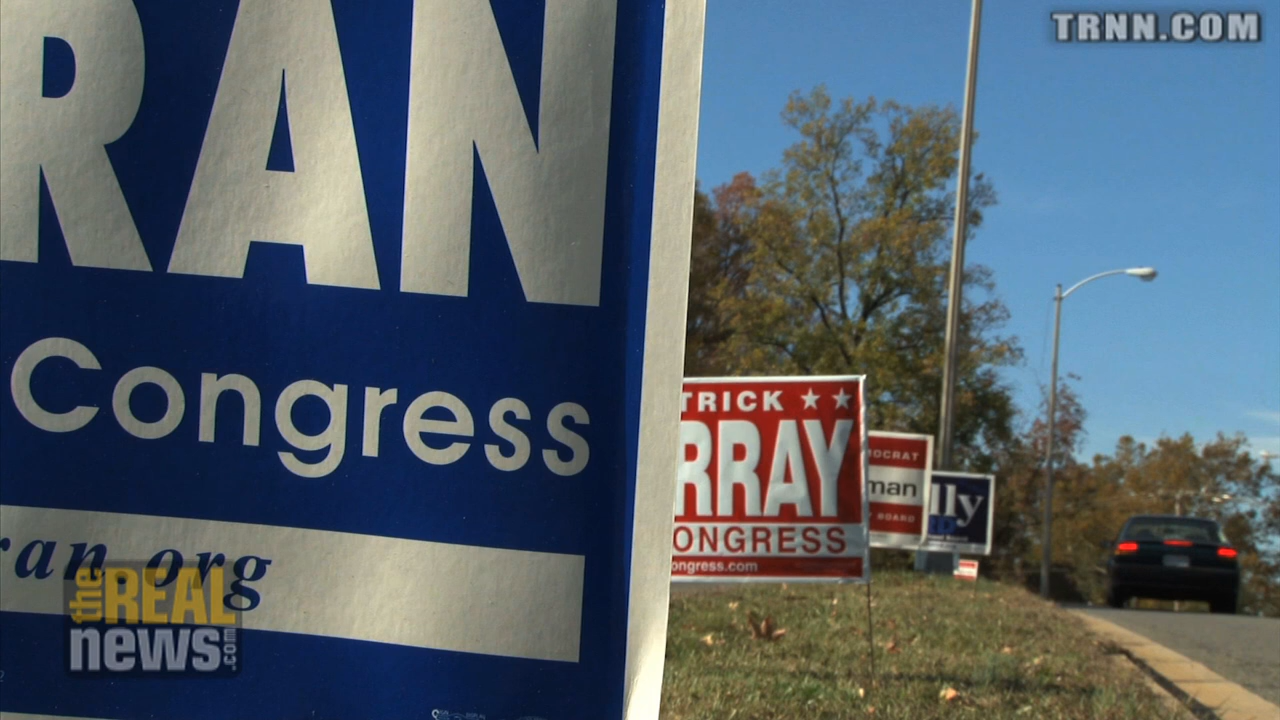 TRNN.COM
RAN
Congress
ran.org
the
REAL
news.com
TRICK
RRAY
ONGRESS
ongress.com
MOCRAT
man
BOARD
lly